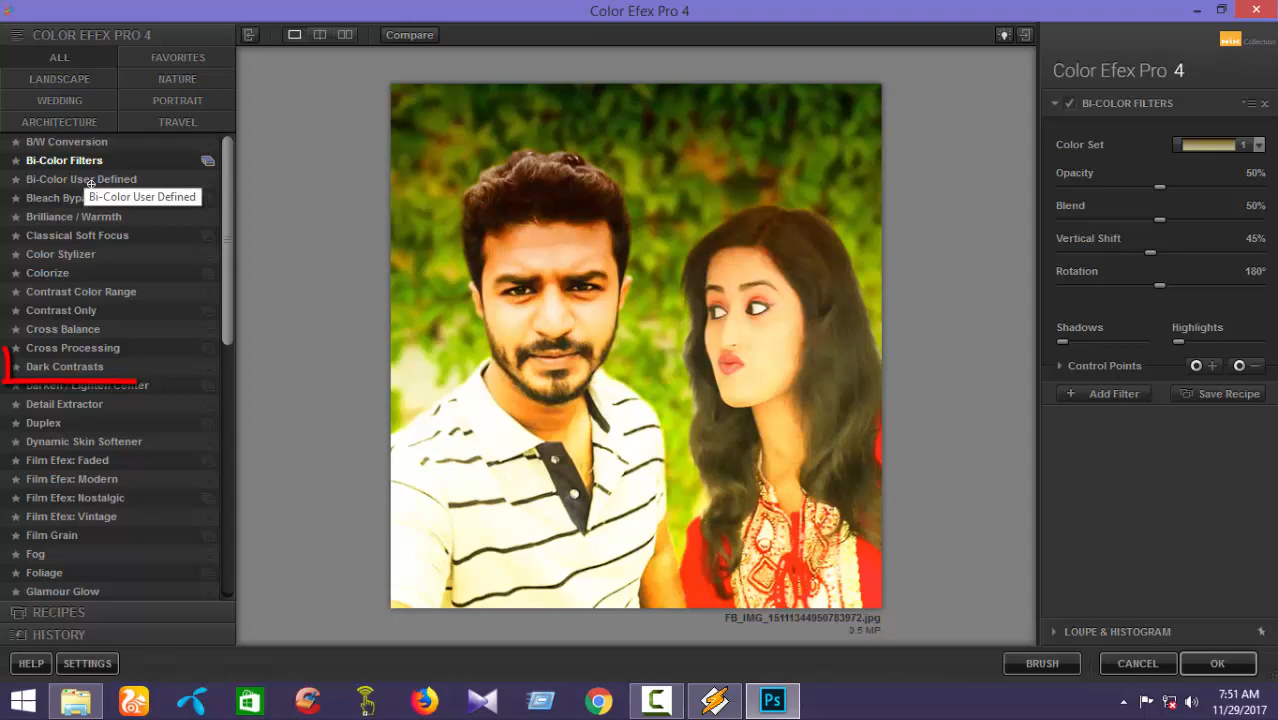 Color Efex Pro 4
COLOR EFEX PRO 4
Compare
nik Collection
ALL FAVORITES
LANDSCAPE NATURE
WEDDING PORTRAIT
ARCHITECTURE TRAVEL
B/W Conversion
Bi-Color Filters
Bi-Color User Defined
Bleach Bypa
Bi-Color User Defined
Brilliance / Warmth
Classical Soft Focus
Color Stylizer
Colorize
Contrast Color Range
Contrast Only
Cross Balance
Cross Processing
Dark Contrasts
Darken / Lighten Center
Detail Extractor
Duplex
Dynamic Skin Softener
Film Efex: Faded
Film Efex: Modern
Film Efex: Nostalgic
Film Efex: Vintage
Film Grain
Fog
Foliage
Glamour Glow
RECIPES
HISTORY
HELP SETTINGS
FB_IMG_15111344950783972.jpg
3.5 MP
Color Efex Pro 4
BI-COLOR FILTERS
Color Set 1
Opacity 50%
Blend 50%
Vertical Shift 45%
Rotation 180°
Shadows Highlights
Control Points
Add Filter Save Recipe
LOUPE & HISTOGRAM
BRUSH CANCEL OK
Ps
7:51 AM
11/29/2017